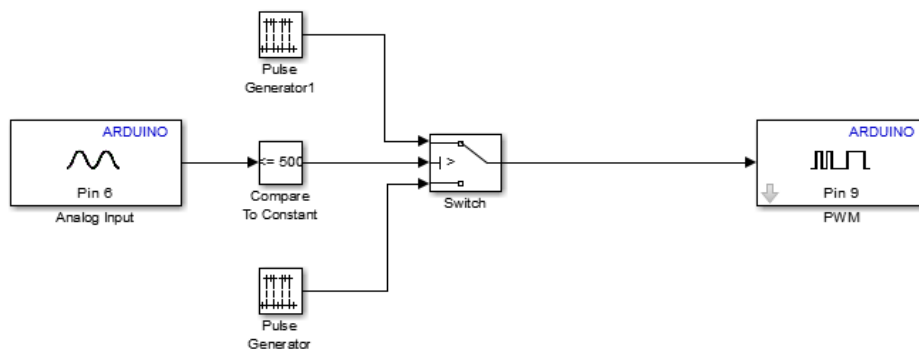 Pulse
Generator1
ARDUINO
Pin 6
Analog Input
<= 500
Compare
To Constant
>
Switch
ARDUINO
Pin 9
PWM
Pulse
Generator